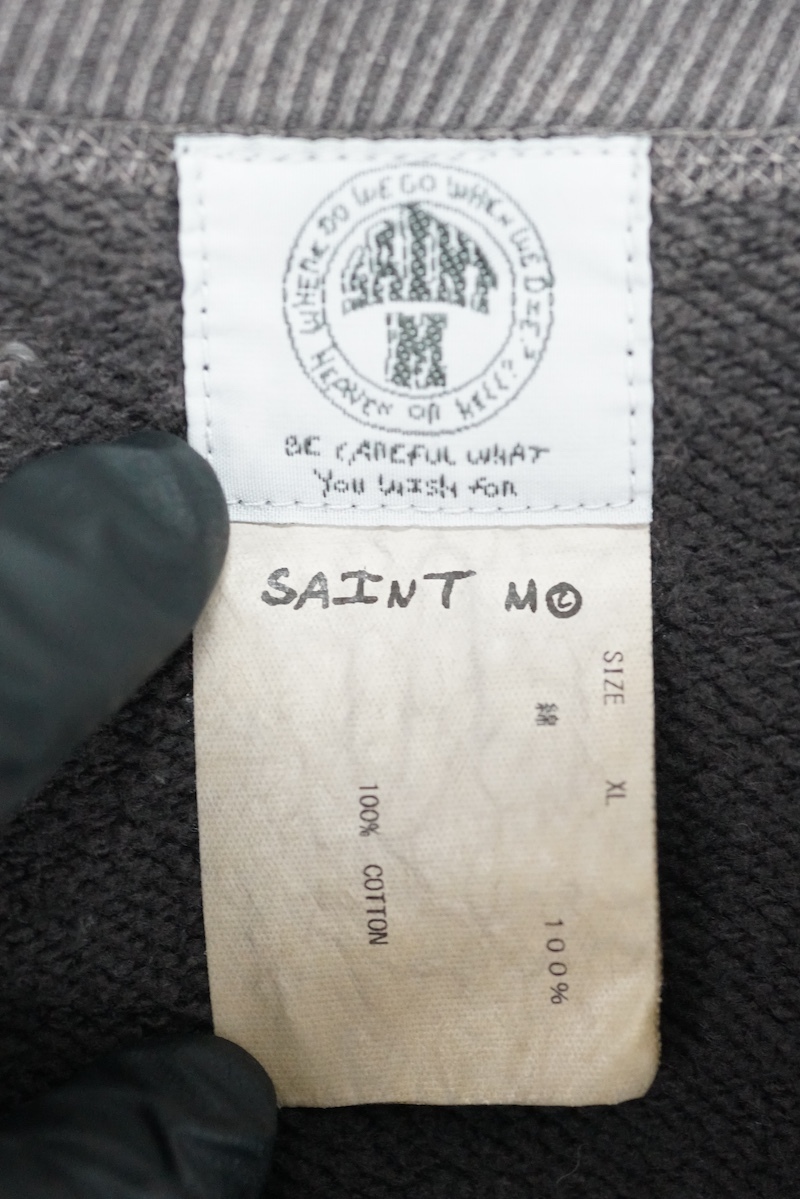 WHERE DO WE GO WHEN WE DIE?
HEAVEN OR HELL?
SAINT
M
BE CAREFUL WHAT
YOU WISH FOR
SAINT M
SIZE XL
綿 100%
100% COTTON